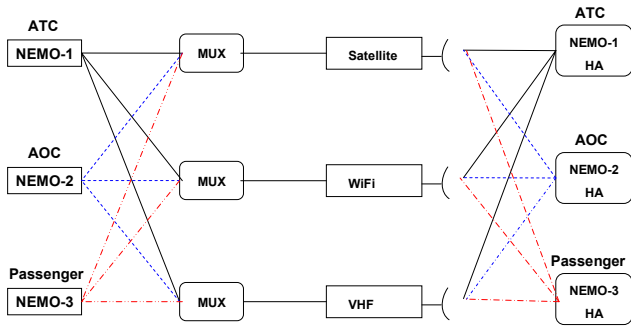 ATC
NEMO-1
MUX
Satellite
ATC
NEMO-1
HA
AOC
NEMO-2
MUX
WiFi
AOC
NEMO-2
HA
Passenger
NEMO-3
MUX
VHF
Passenger
NEMO-3
HA